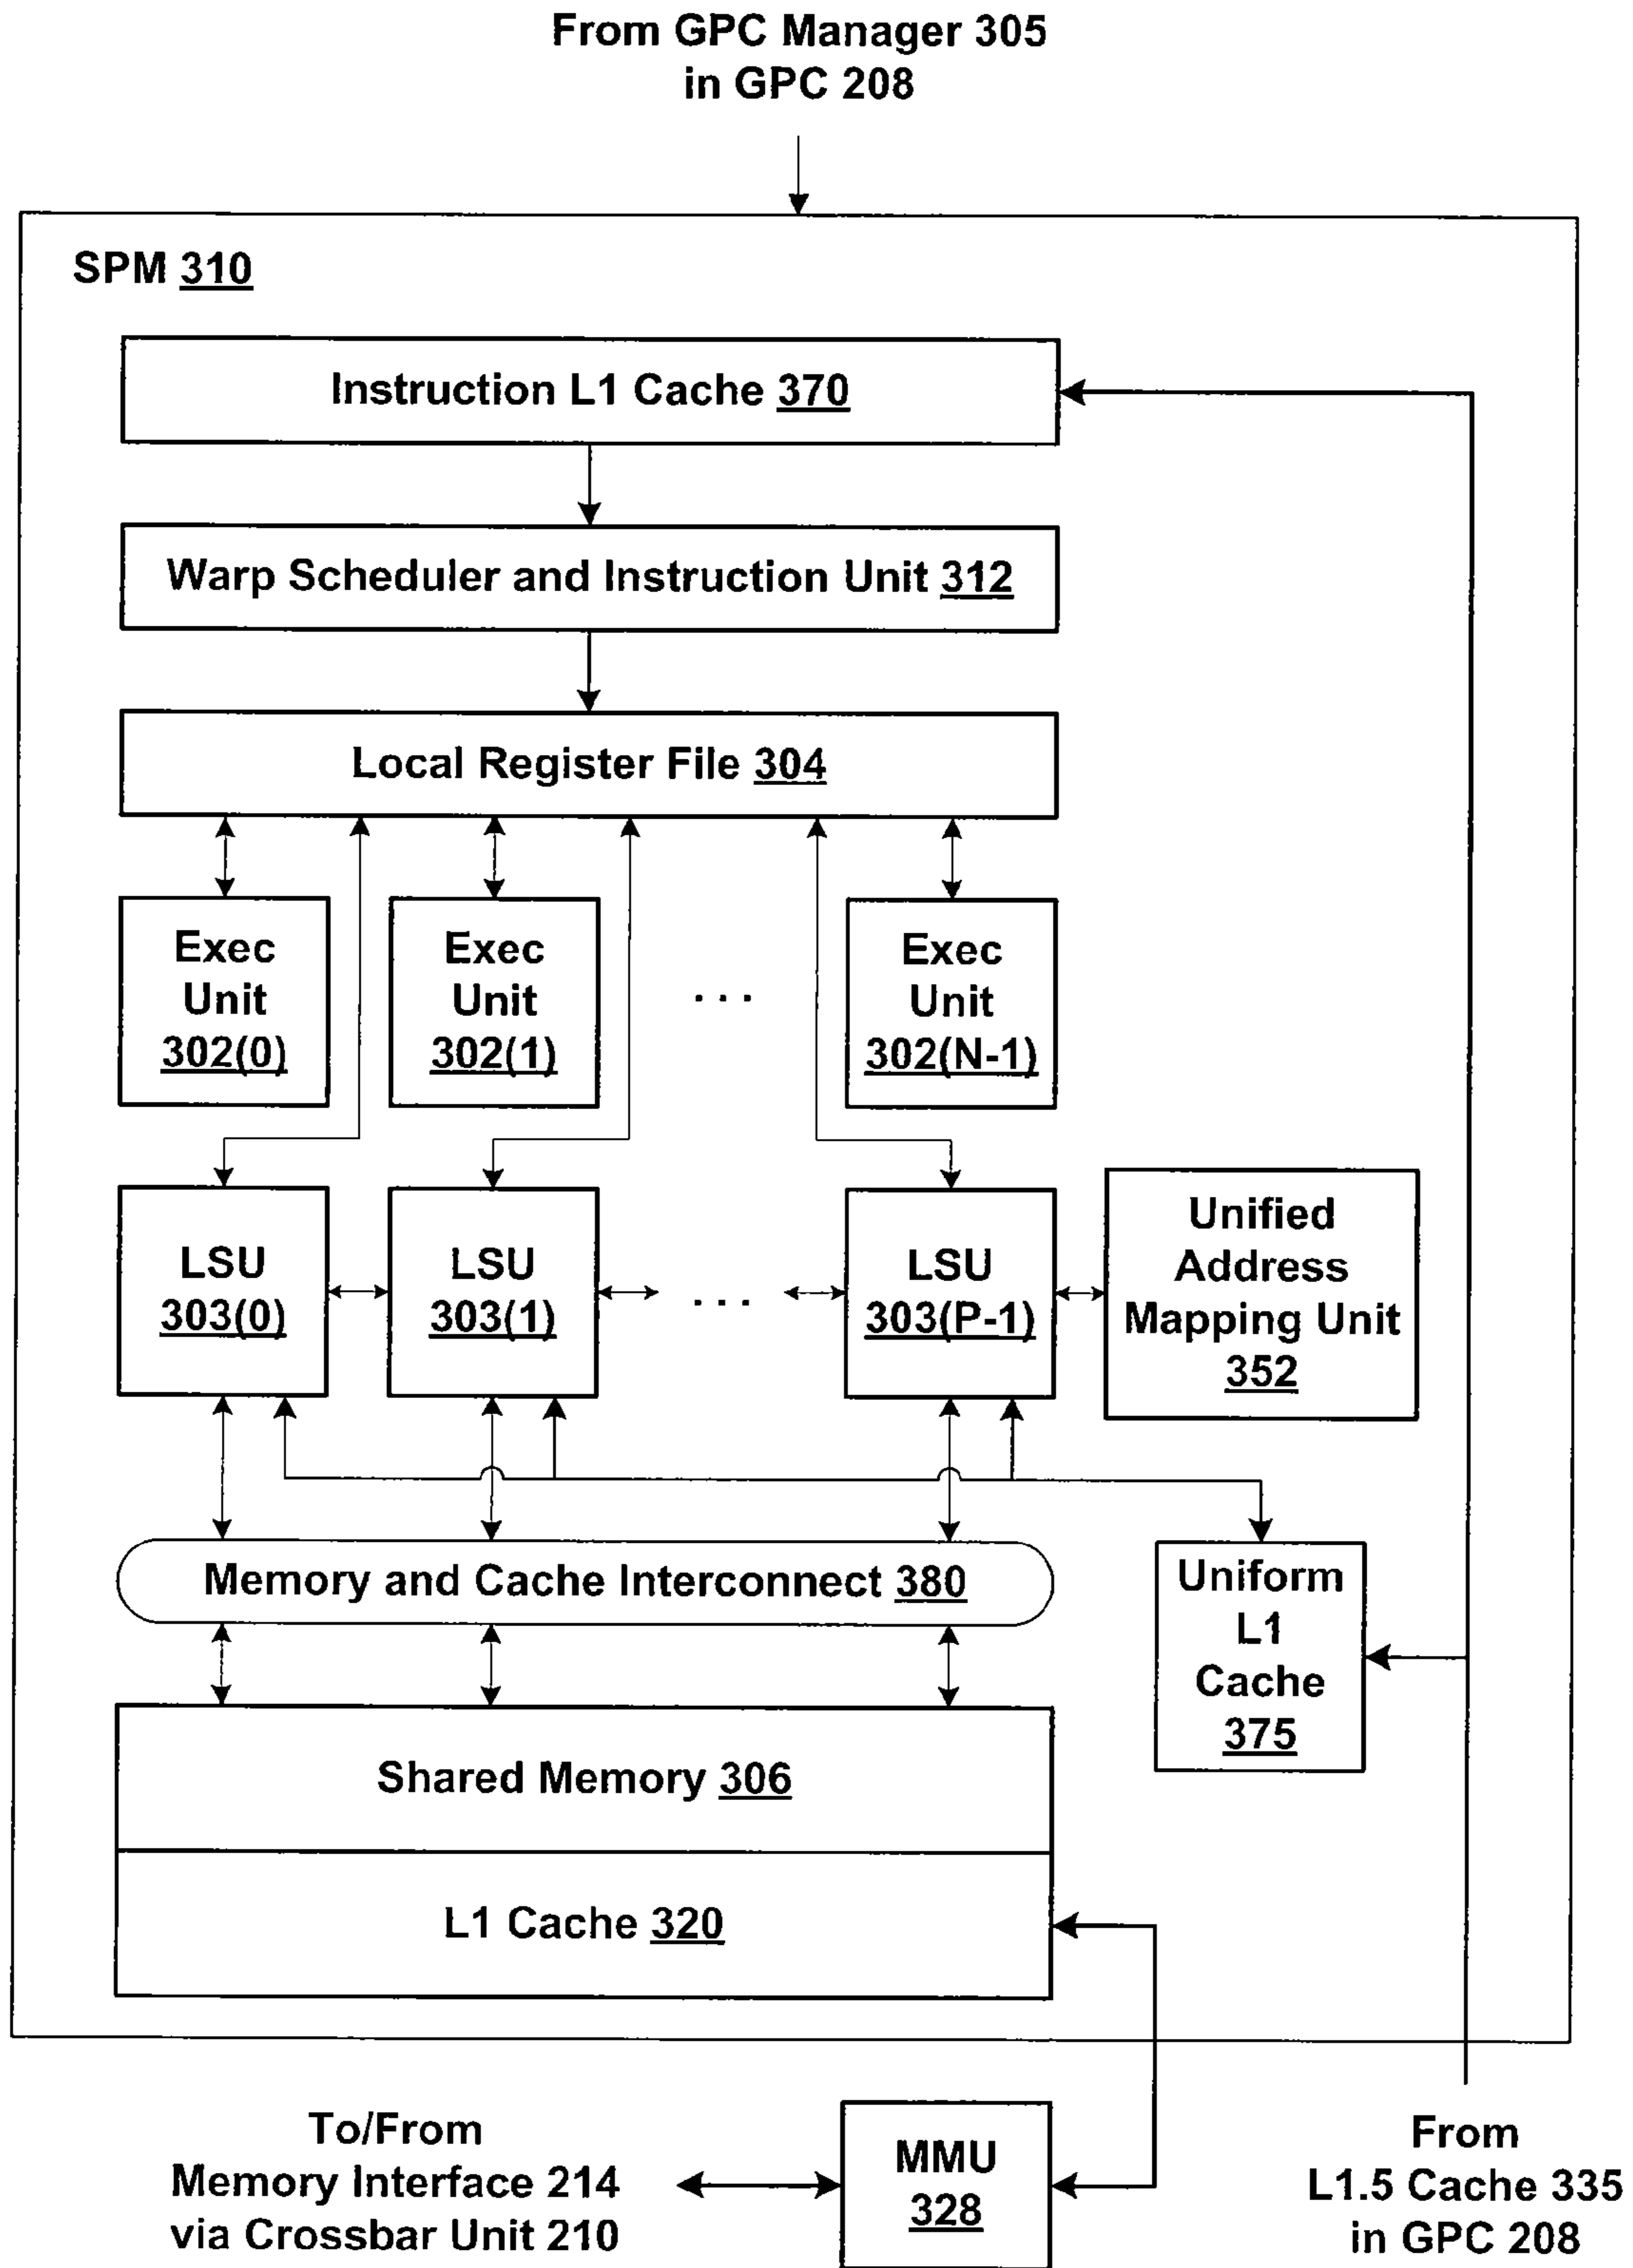 From GPC Manager 305
in GPC 208
SPM 310
Instruction L1 Cache 370
Warp Scheduler and Instruction Unit 312
Local Register File 304
Exec
Unit
302(0)
Exec
Unit
302(1)
. . .
Exec
Unit
302(N-1)
LSU
303(0)
LSU
303(1)
. . .
LSU
303(P-1)
Unified
Address
Mapping Unit
352
Memory and Cache Interconnect 380
Uniform
L1
Cache
375
Shared Memory 306
L1 Cache 320
To/From
Memory Interface 214
via Crossbar Unit 210
MMU
328
From
L1.5 Cache 335
in GPC 208